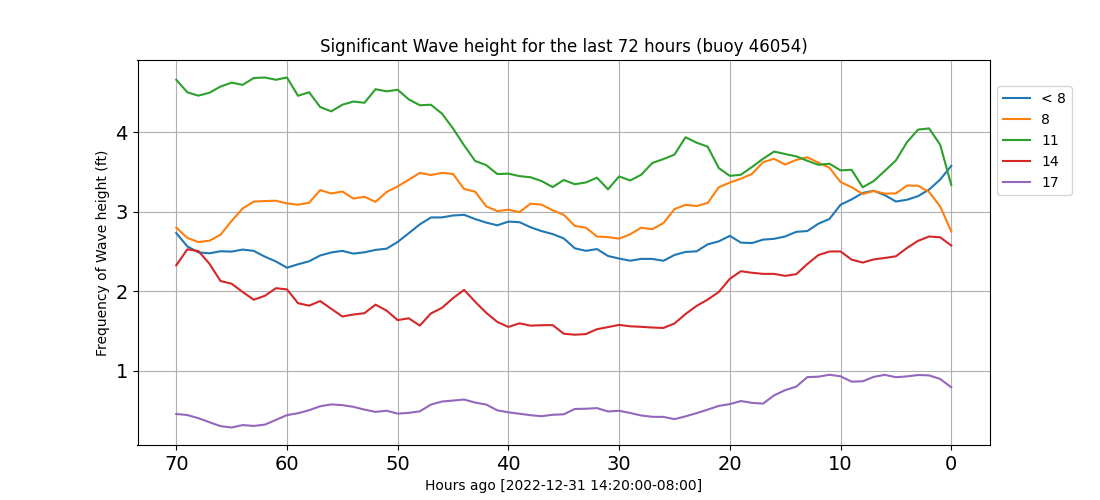 Significant Wave height for the last 72 hours (buoy 46054)
Frequency of Wave height (ft)
4
3
2
1
70 60 50 40 30 20 10 0
Hours ago [2022-12-31 14:20:00-08:00]
< 8
8
11
14
17